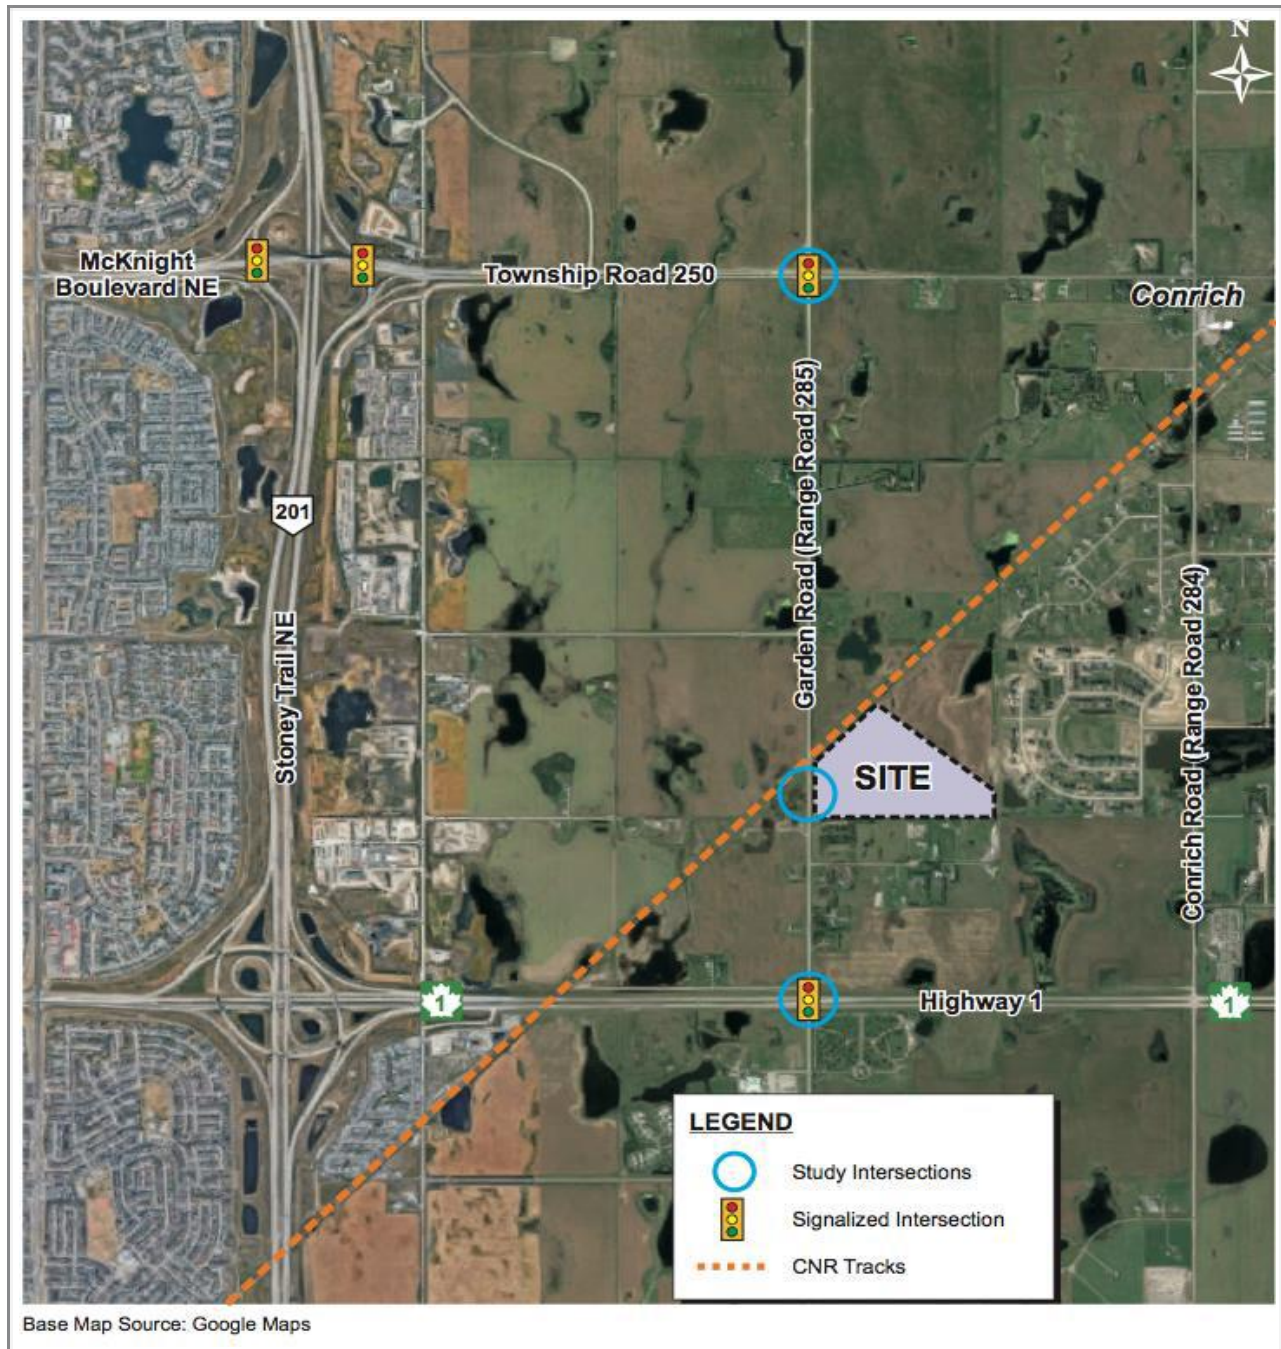 N
McKnight
Boulevard NE
Township Road 250
Conrich
Garden Road (Range Road 285)
201
Stoney Trail NE
Conrich Road (Range Road 284)
SITE
1
Highway 1
1
LEGEND
Study Intersections
Signalized Intersection
CNR Tracks
Base Map Source: Google Maps